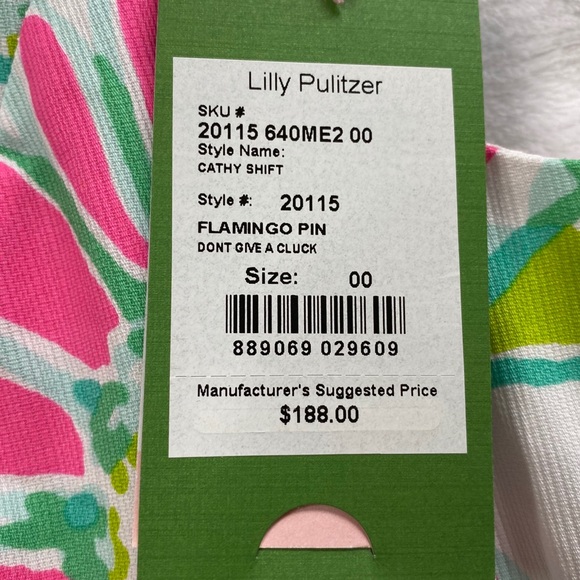 Lilly Pulitzer
SKU #
20115 640ME2 00
Style Name:
CATHY SHIFT
Style #: 20115
FLAMINGO PIN
DONT GIVE A CLUCK
Size: 00
889069 029609
Manufacturer's Suggested Price
$188.00